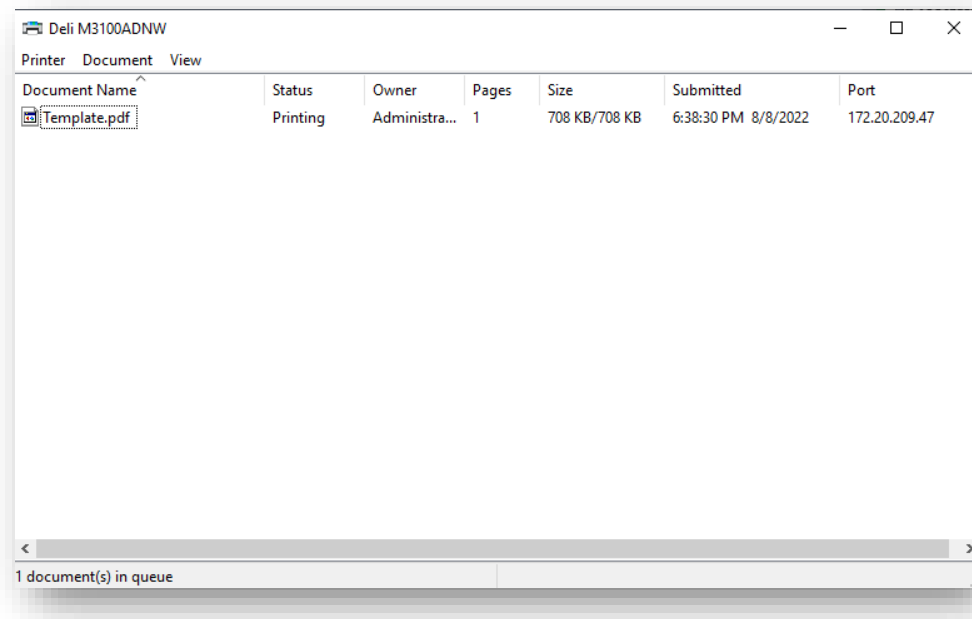 Deli M3100ADNW
Printer Document View
Document Name Status Owner Pages Size Submitted Port
Template.pdf Printing Administra... 1 708 KB/708 KB 6:38:30 PM 8/8/2022 172.20.209.47
1 document(s) in queue